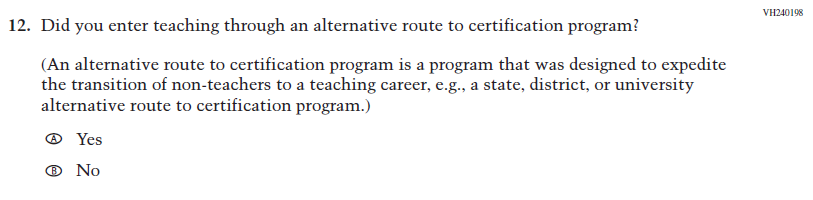 VH240198
12. Did you enter teaching through an alternative route to certification program?
(An alternative route to certification program is a program that was designed to expedite
the transition of non-teachers to a teaching career, e.g., a state, district, or university
alternative route to certification program.)
Ⓐ Yes
Ⓑ No